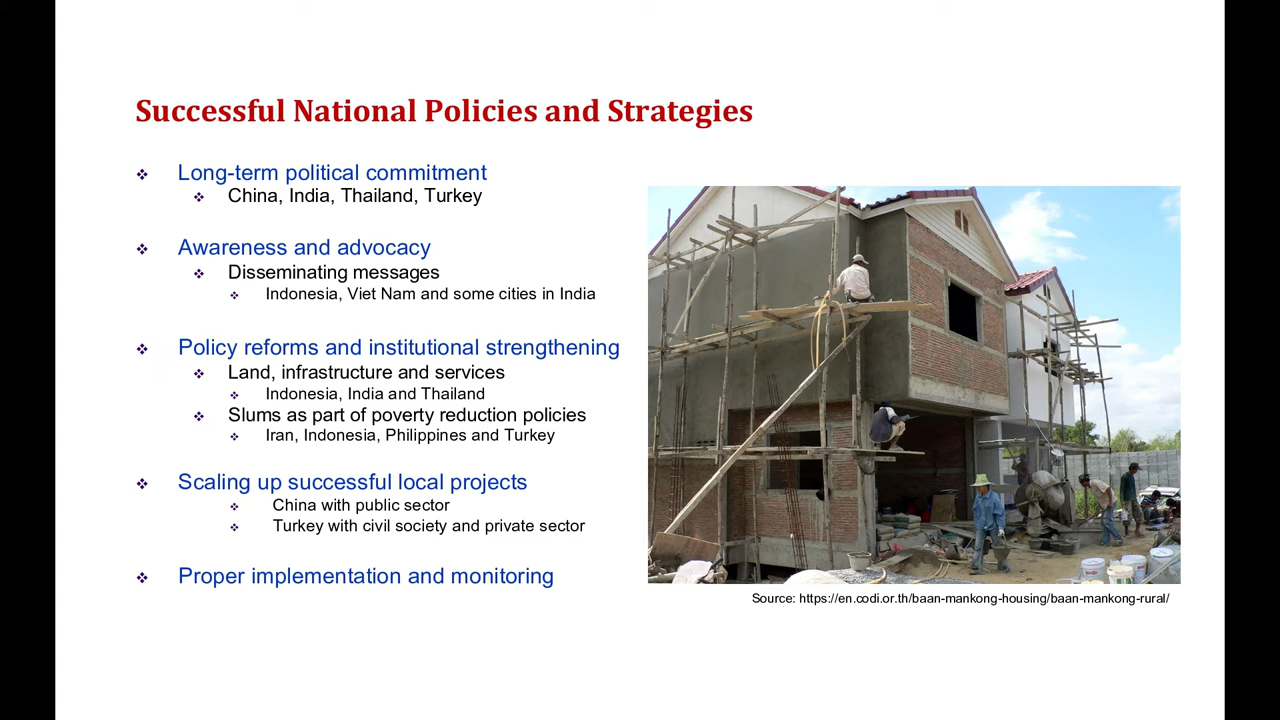 Successful National Policies and Strategies
❖ Long-term political commitment
❖ China, India, Thailand, Turkey
❖ Awareness and advocacy
❖ Disseminating messages
❖ Indonesia, Viet Nam and some cities in India
❖ Policy reforms and institutional strengthening
❖ Land, infrastructure and services
❖ Indonesia, India and Thailand
❖ Slums as part of poverty reduction policies
❖ Iran, Indonesia, Philippines and Turkey
❖ Scaling up successful local projects
❖ China with public sector
❖ Turkey with civil society and private sector
❖ Proper implementation and monitoring
Source: https://en.codi.or.th/baan-mankong-housing/baan-mankong-rural/